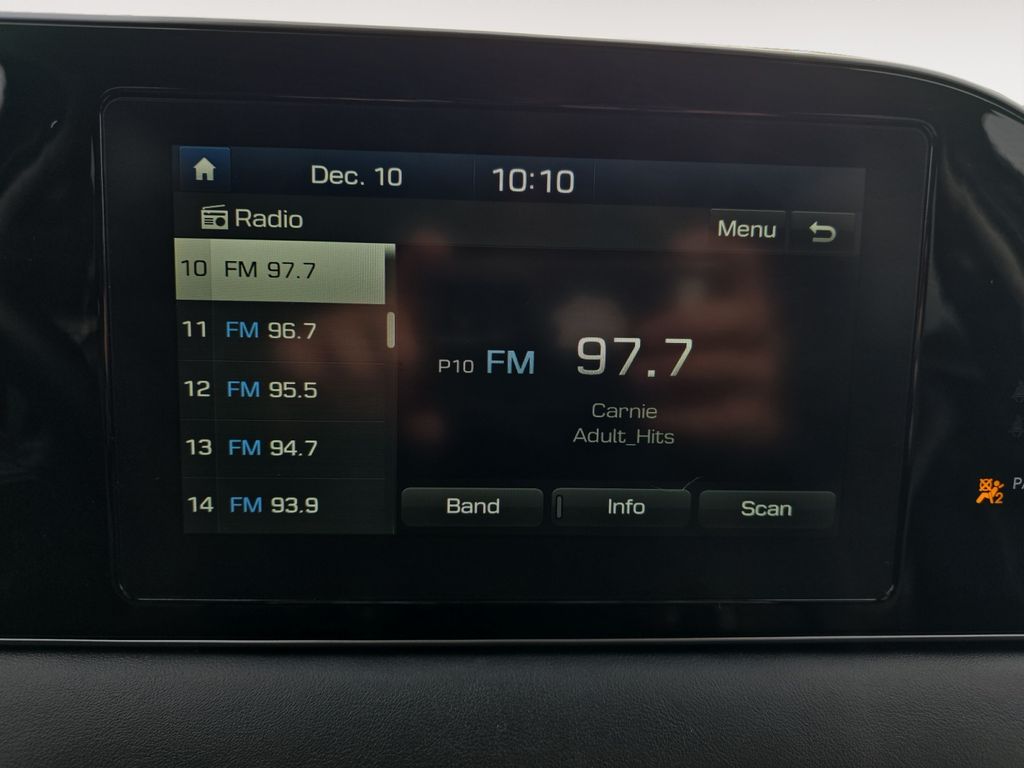 Dec. 10 10:10
Radio Menu
10 FM 97.7
11 FM 96.7
12 FM 95.5
13 FM 94.7
14 FM 93.9
P10 FM 97.7
Carnie
Adult_Hits
Band Info Scan
2